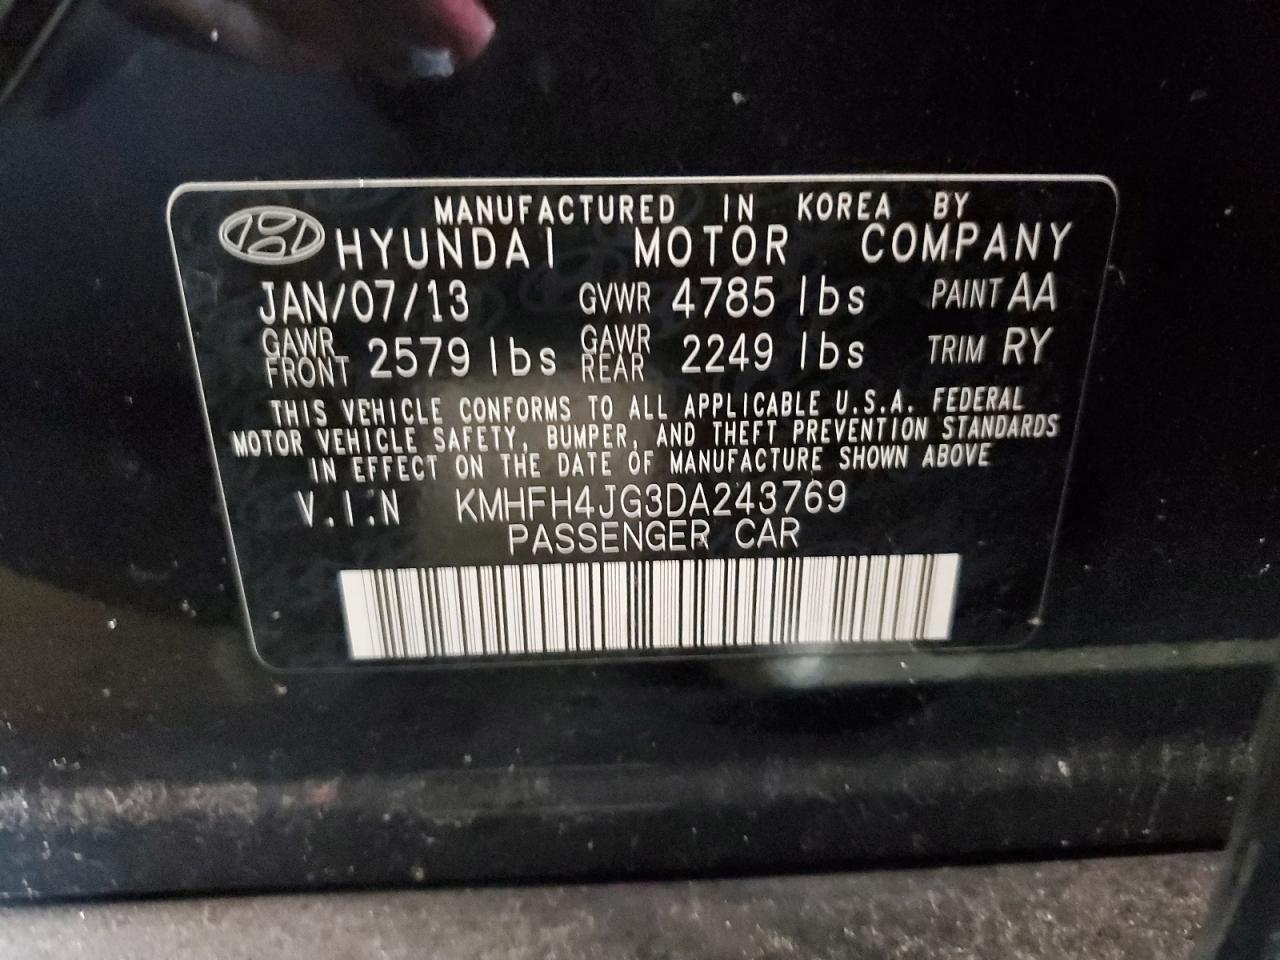 MANUFACTURED IN KOREA BY
HYUNDAI MOTOR COMPANY
JAN/07/13 GVWR 4785 lbs PAINT AA
GAWR FRONT 2579 lbs GAWR REAR 2249 lbs TRIM RY
THIS VEHICLE CONFORMS TO ALL APPLICABLE U.S.A. FEDERAL
MOTOR VEHICLE SAFETY, BUMPER, AND THEFT PREVENTION STANDARDS
IN EFFECT ON THE DATE OF MANUFACTURE SHOWN ABOVE
V.I.N KMHFH4JG3DA243769
PASSENGER CAR